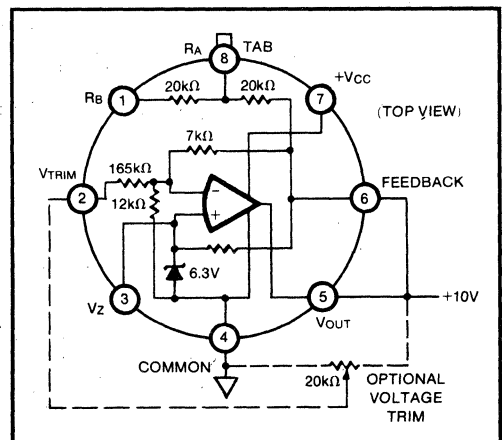 RA TAB
8
+VCC
RB
20kΩ 20kΩ
1
7
(TOP VIEW)
7kΩ
VTRIM
165kΩ
FEEDBACK
2
−
6
12kΩ
+
6.3V
3
5
+10V
VZ
VOUT
4
COMMON
20kΩ
OPTIONAL
VOLTAGE
TRIM